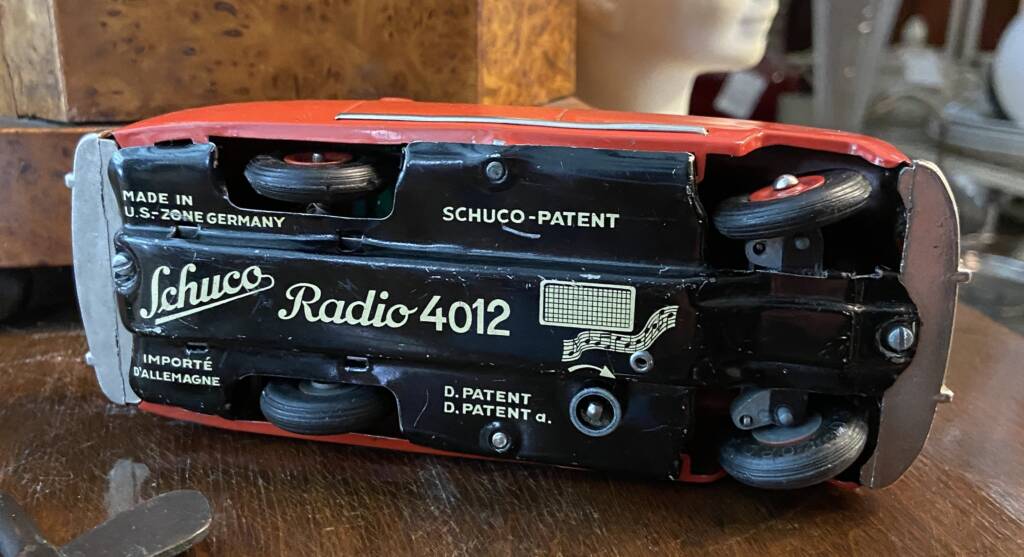 MADE IN
U.S.-ZONE GERMANY
SCHUCO-PATENT
Schuco Radio 4012
IMPORTÉ
D'ALLEMAGNE
D. PATENT
D. PATENT a.